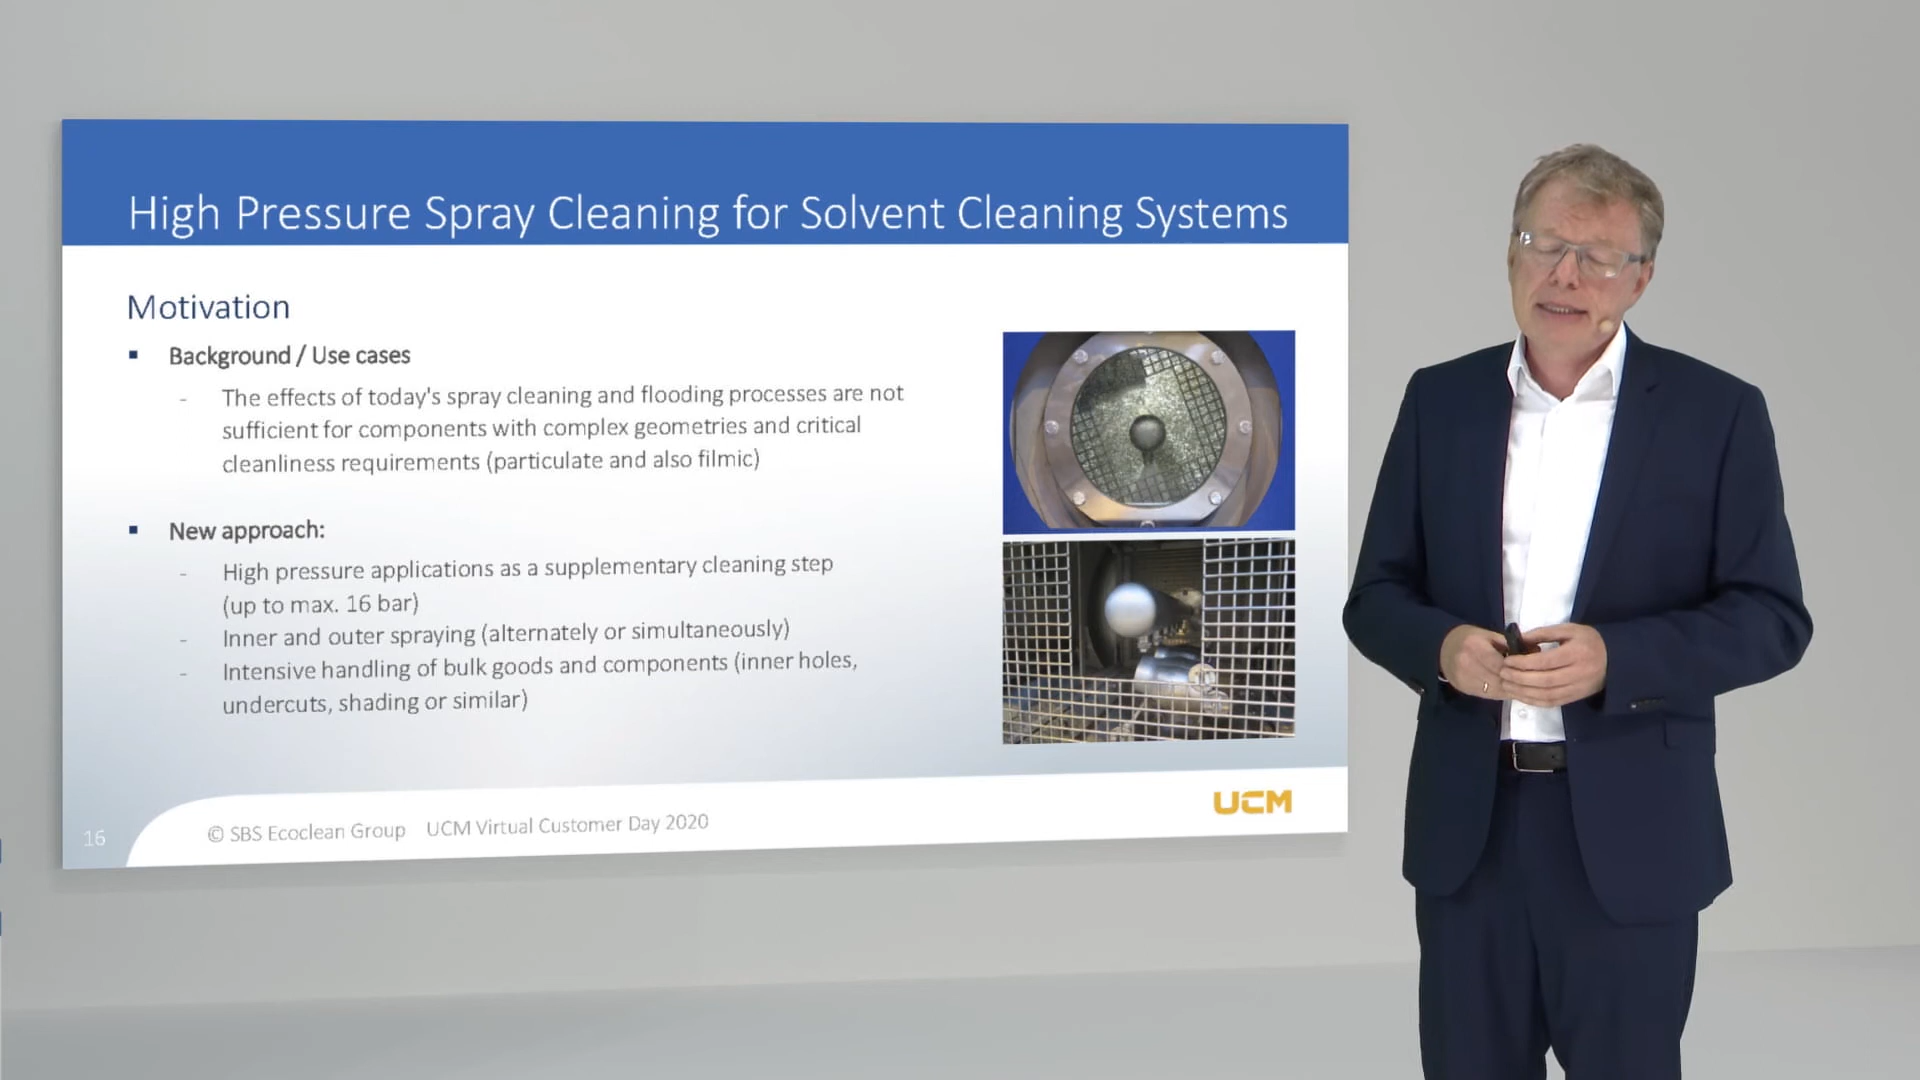 High Pressure Spray Cleaning for Solvent Cleaning Systems
Motivation
▪ Background / Use cases
- The effects of today's spray cleaning and flooding processes are not
sufficient for components with complex geometries and critical
cleanliness requirements (particulate and also filmic)
▪ New approach:
- High pressure applications as a supplementary cleaning step
(up to max. 16 bar)
- Inner and outer spraying (alternately or simultaneously)
- Intensive handling of bulk goods and components (inner holes,
undercuts, shading or similar)
16
© SBS Ecoclean Group UCM Virtual Customer Day 2020
UCM